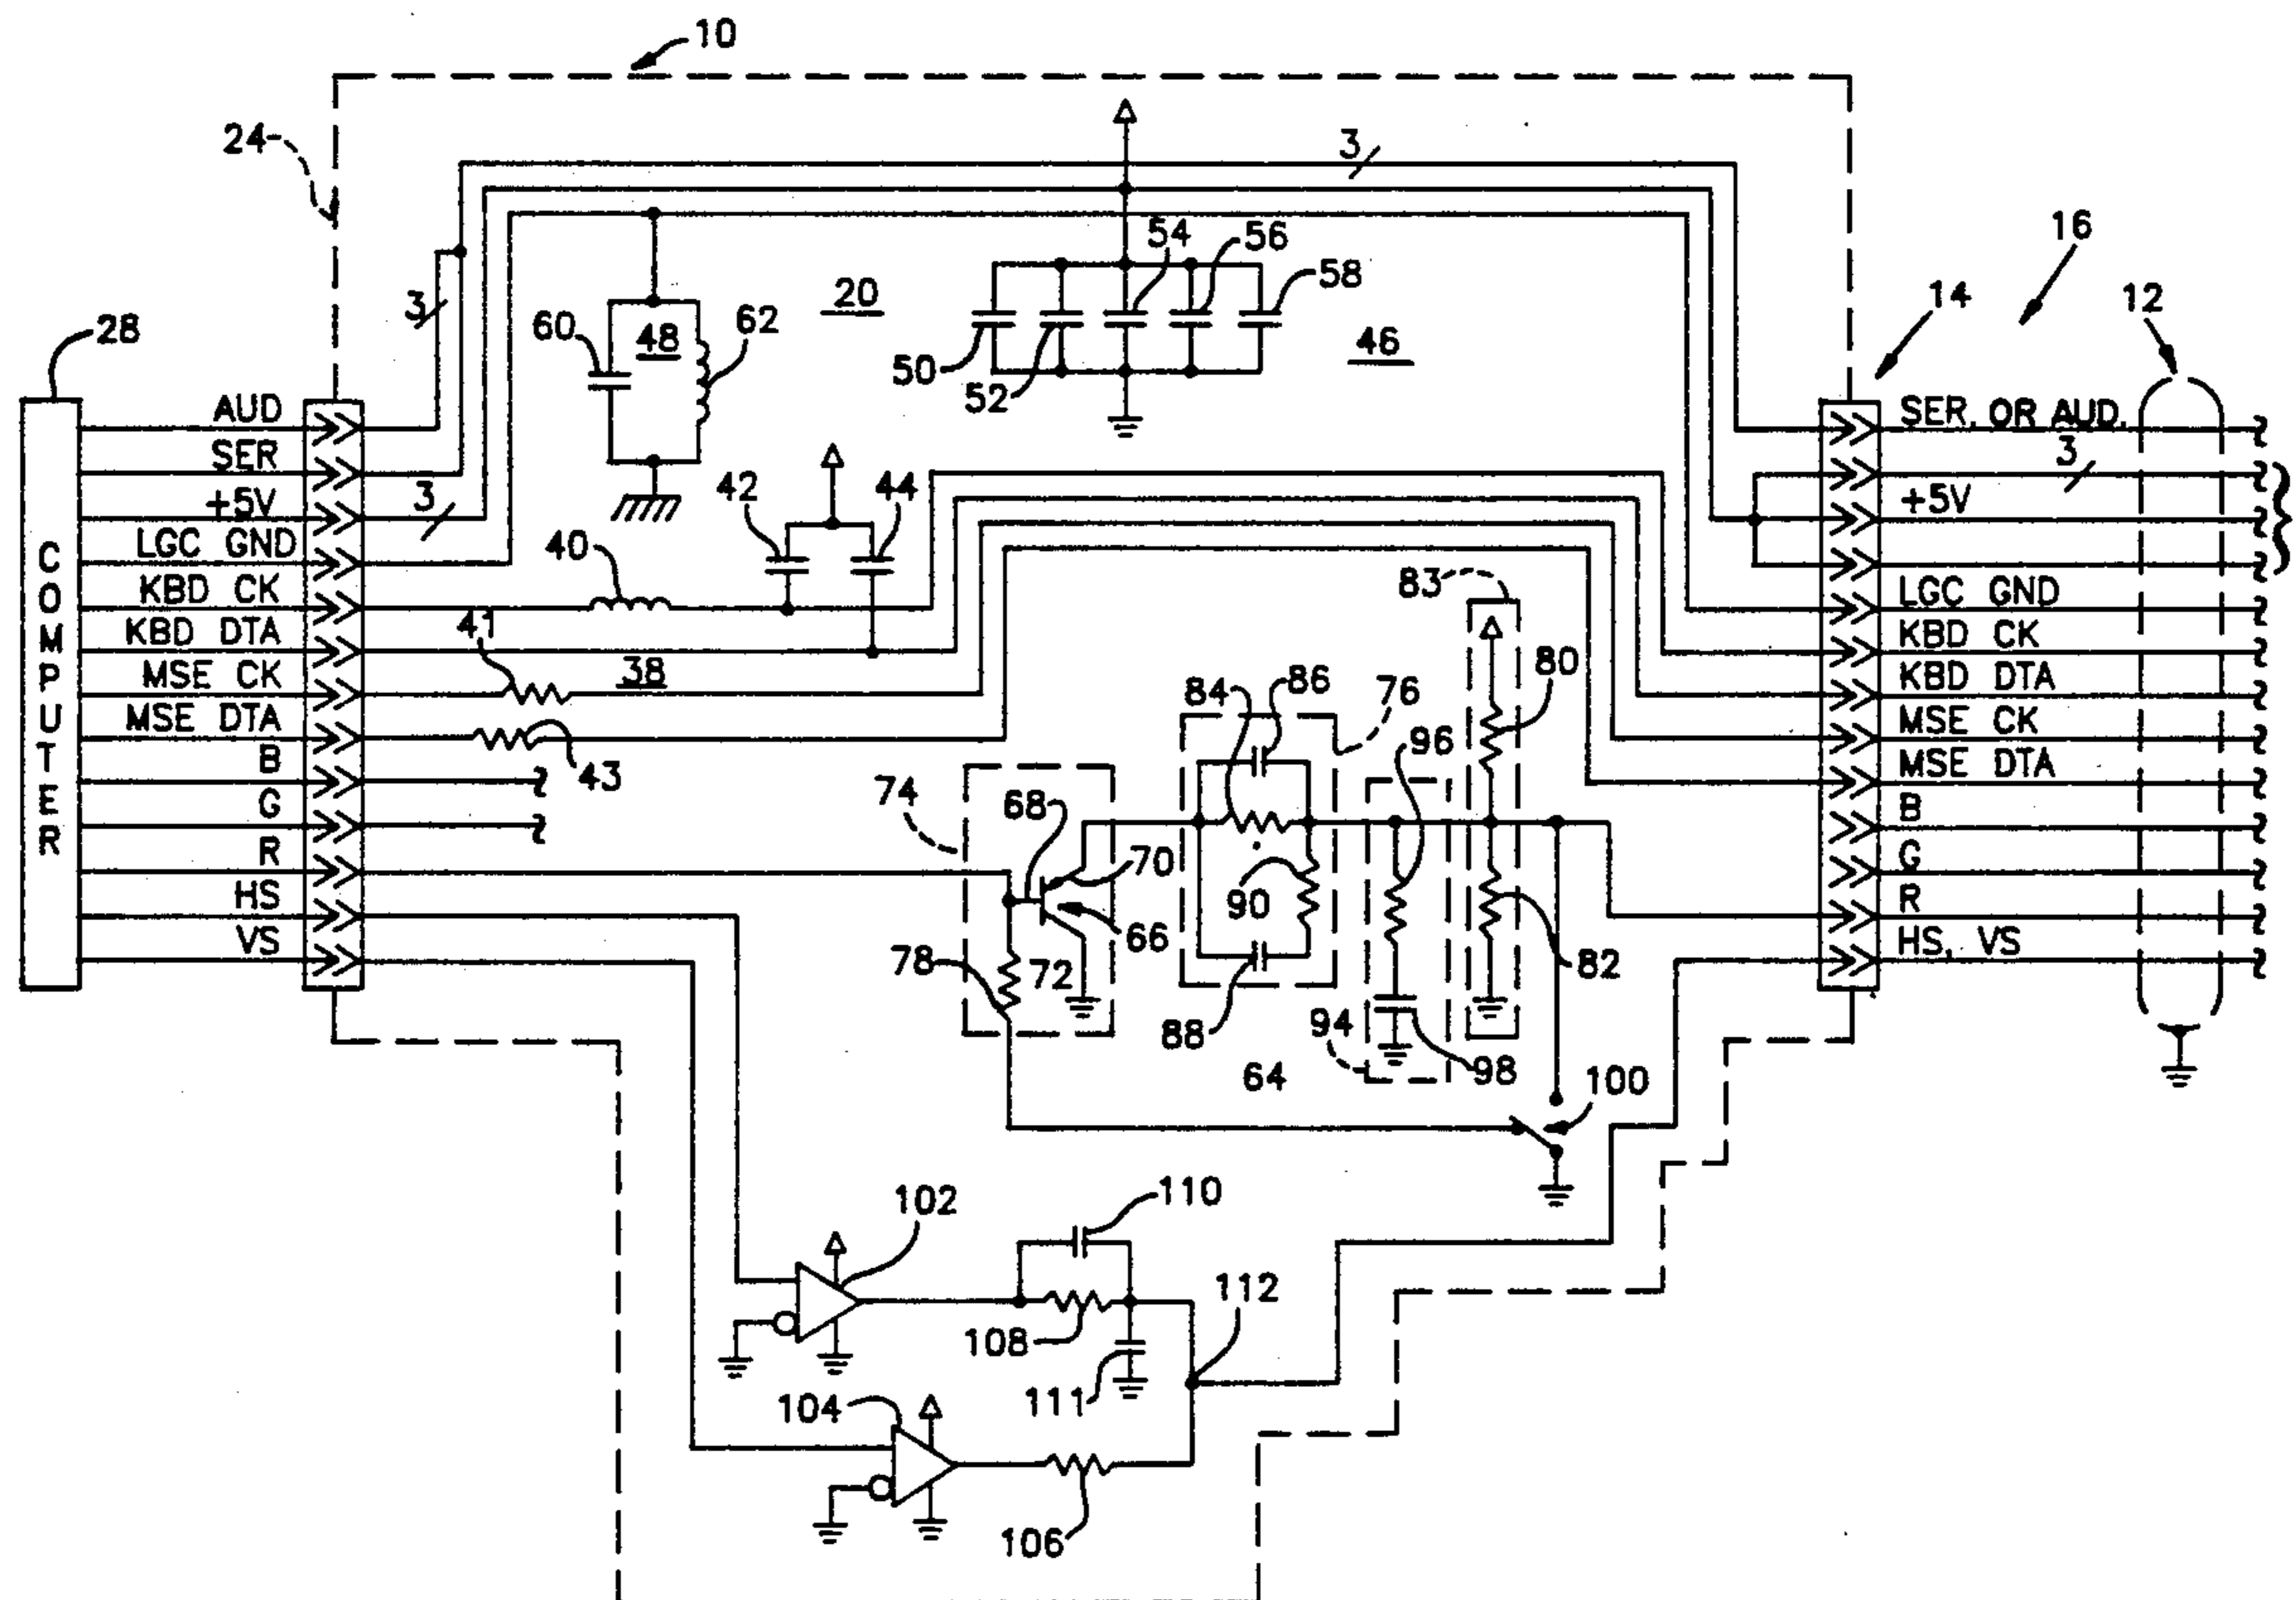 10
24
3
54
56
58
20
16
14
12
28
3
60
48
62
50
52
46
AUD
SER. OR AUD.
SER
3
+5V
3
+5V
42
44
LGC GND
40
83
LGC GND
KBD CK
41
KBD CK
KBD DTA
38
80
KBD DTA
MSE CK
84
86
76
MSE CK
MSE DTA
43
96
MSE DTA
B
74
68
B
G
70
G
R
90
R
HS
66
HS, VS
VS
78
72
82
88
94
98
64
100
COMPUTER
102
110
108
112
111
104
106